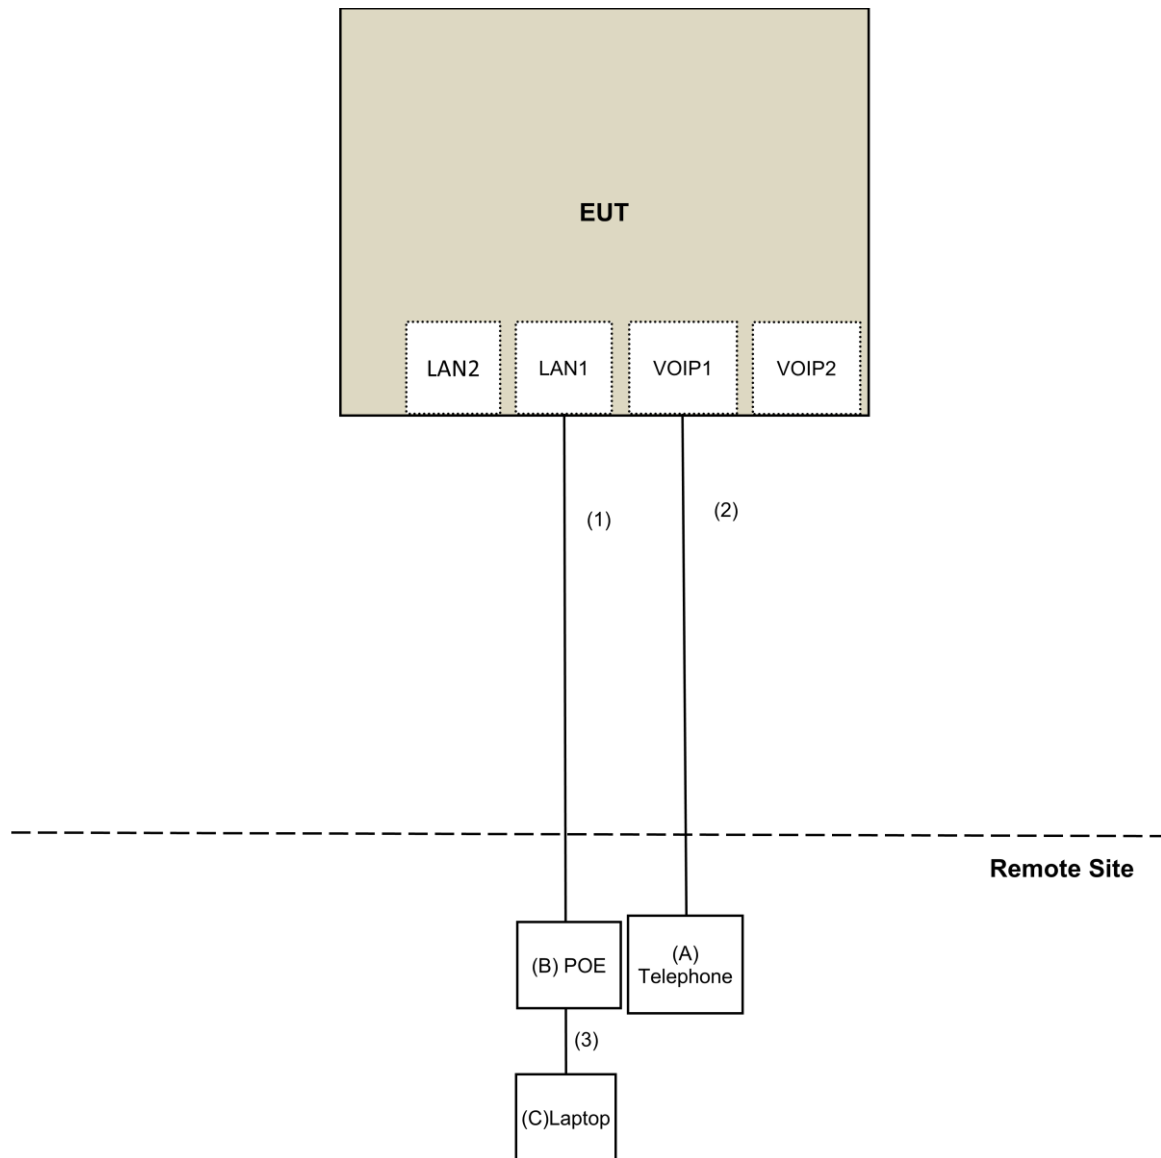 EUT
LAN2 LAN1 VOIP1 VOIP2
(1)
(2)
Remote Site
(B) POE
(A)
Telephone
(3)
(C)Laptop